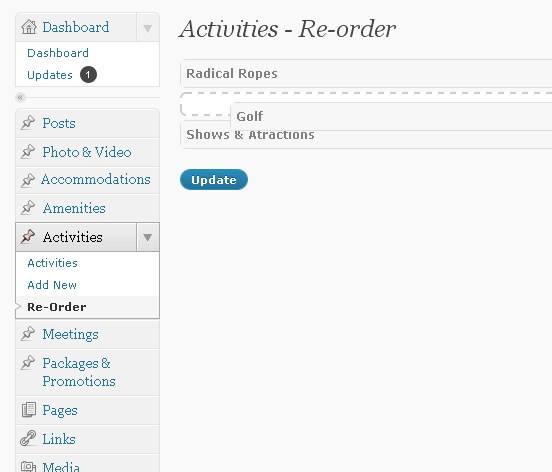 Dashboard
Dashboard
Updates 1
Posts
Photo & Video
Accommodations
Amenities
Activities
Activities
Add New
Re-Order
Meetings
Packages &
Promotions
Pages
Links
Media
Activities - Re-order
Radical Ropes
Golf
Shows & Atractions
Update